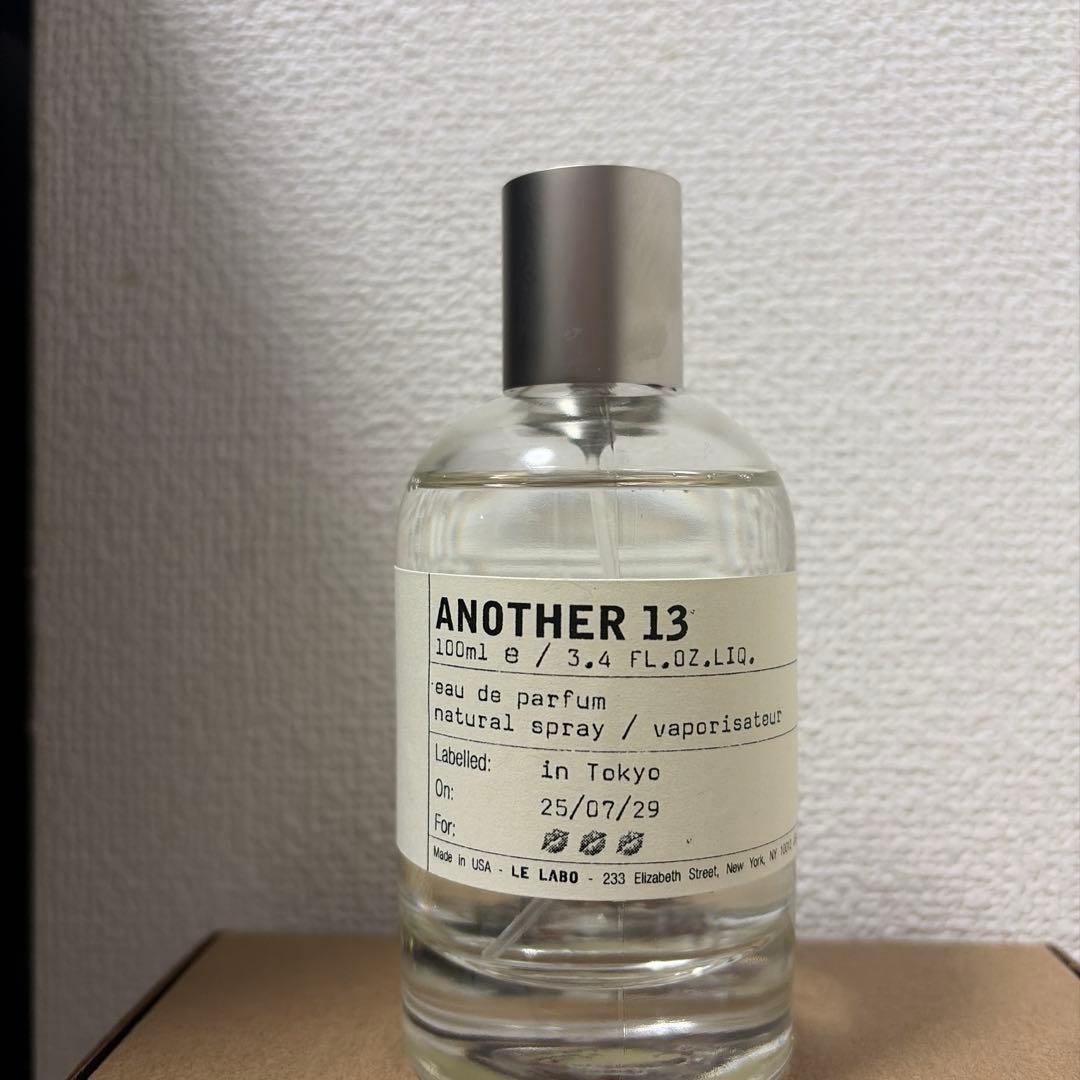 ANOTHER 13
100ml e / 3.4 FL.OZ.LIQ.
eau de parfum
natural spray / vaporisateur
Labelled: in Tokyo
On: 25/07/29
For: 💋💋💋
Made in USA - LE LABO - 233 Elizabeth Street, New York, NY